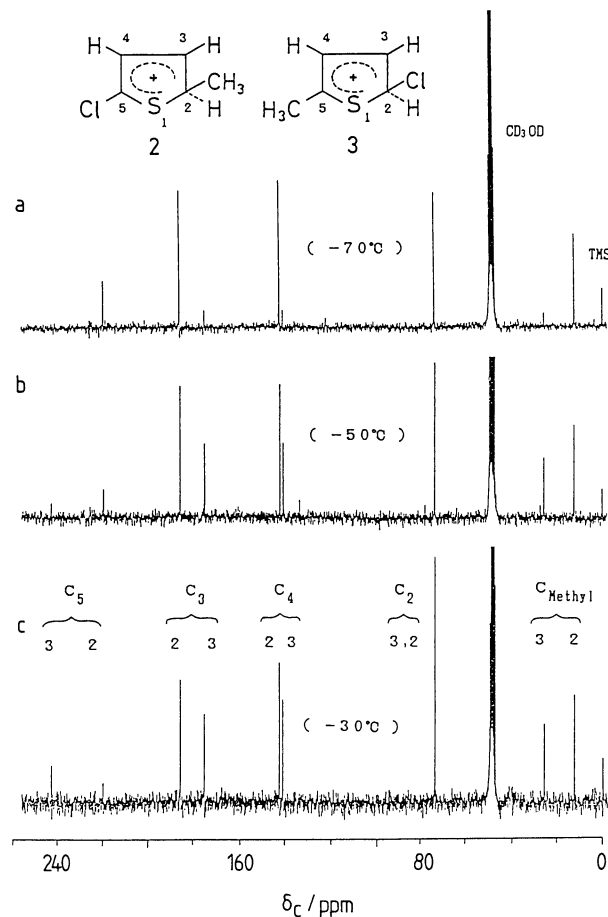 4 3 4 3
H H H H
CH₃ Cl
Cl 5 S 1 2 H H₃C 5 S 1 2 H
+ +
2 3
CD₃OD
a
( −70°C )
TMS
b
( −50°C )
C₅ C₃ C₄ C₂ C Methyl
c 3 2 2 3 2 3 3,2 3 2
( −30°C )
240 160 80 0
δC / ppm